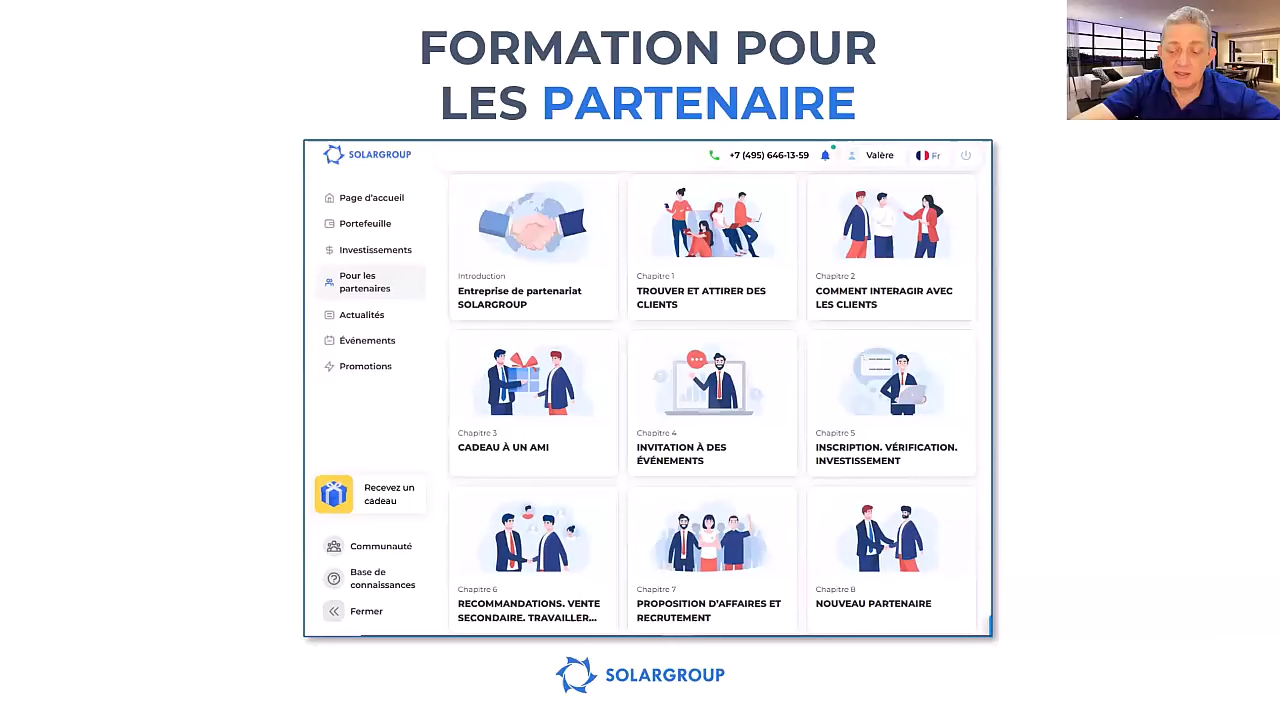 FORMATION POUR
LES PARTENAIRE
SOLARGROUP
+7 (495) 646-13-59
Valère
Fr
Page d'accueil
Portefeuille
Investissements
Pour les
partenaires
Actualités
Événements
Promotions
Recevez un
cadeau
Communauté
Base de
connaissances
Fermer
Introduction
Entreprise de partenariat
SOLARGROUP
Chapitre 1
TROUVER ET ATTIRER DES
CLIENTS
Chapitre 2
COMMENT INTERAGIR AVEC
LES CLIENTS
Chapitre 3
CADEAU À UN AMI
Chapitre 4
INVITATION À DES
ÉVÉNEMENTS
Chapitre 5
INSCRIPTION. VÉRIFICATION.
INVESTISSEMENT
Chapitre 6
RECOMMANDATIONS. VENTE
SECONDAIRE. TRAVAILLER...
Chapitre 7
PROPOSITION D'AFFAIRES ET
RECRUTEMENT
Chapitre 8
NOUVEAU PARTENAIRE
SOLARGROUP